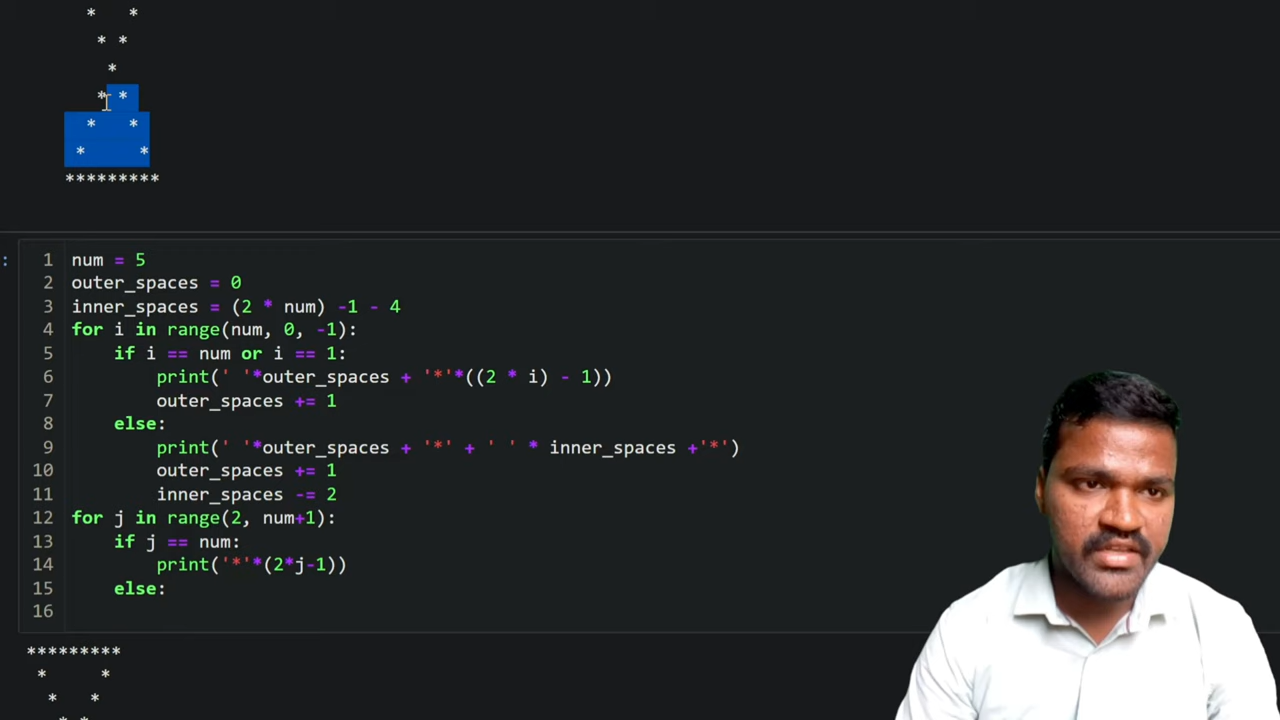 *   *
* *
*
* *
*   *
*     *
*********
:
1 num = 5
2 outer_spaces = 0
3 inner_spaces = (2 * num) -1 - 4
4 for i in range(num, 0, -1):
5     if i == num or i == 1:
6         print(' '*outer_spaces + '*'*((2 * i) - 1))
7         outer_spaces += 1
8     else:
9         print(' '*outer_spaces + '*' + ' ' * inner_spaces +'*')
10         outer_spaces += 1
11         inner_spaces -= 2
12 for j in range(2, num+1):
13     if j == num:
14         print('*'*(2*j-1))
15     else:
16
*********
*     *
*   *
* *